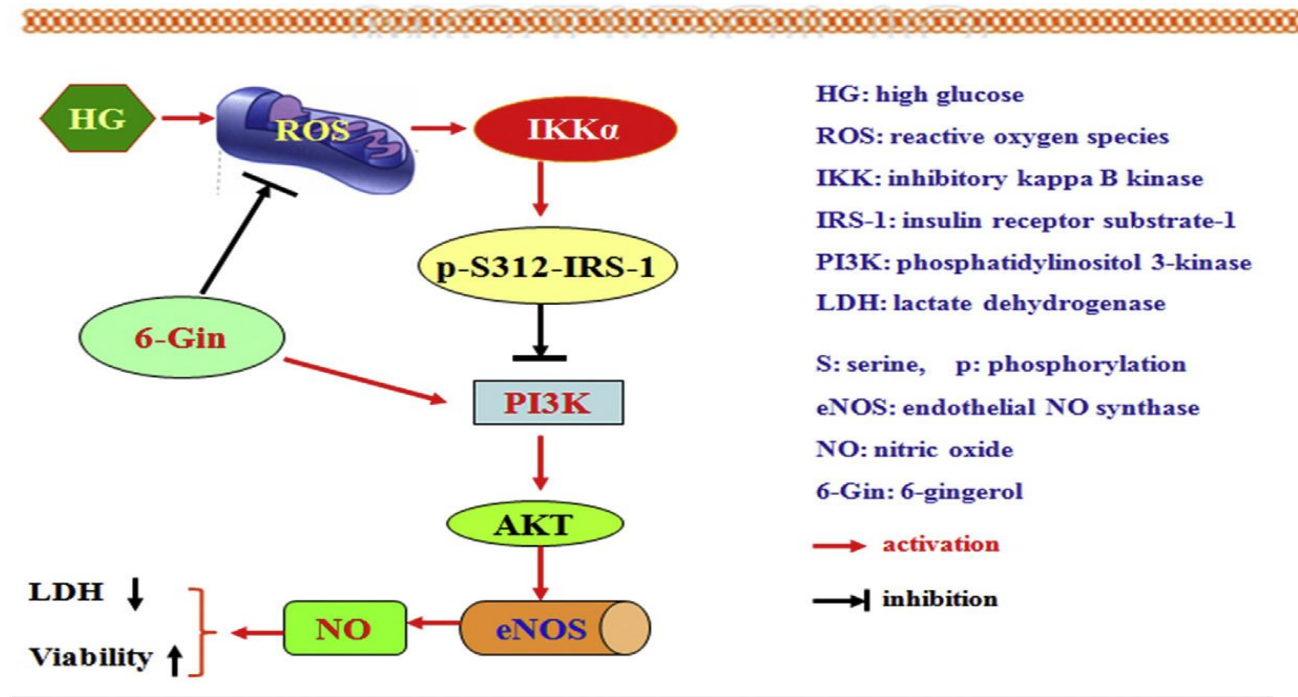 HG
ROS
IKKα
p-S312-IRS-1
6-Gin
PI3K
AKT
eNOS
NO
LDH
Viability
HG: high glucose
ROS: reactive oxygen species
IKK: inhibitory kappa B kinase
IRS-1: insulin receptor substrate-1
PI3K: phosphatidylinositol 3-kinase
LDH: lactate dehydrogenase
S: serine, p: phosphorylation
eNOS: endothelial NO synthase
NO: nitric oxide
6-Gin: 6-gingerol
activation
inhibition